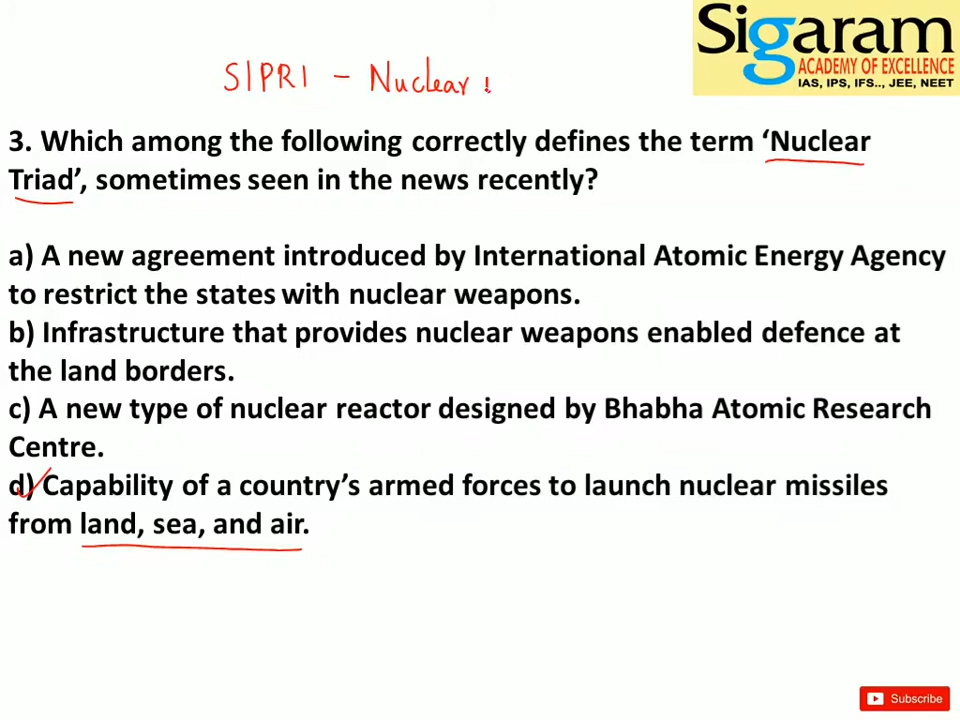 Sigaram
ACADEMY OF EXCELLENCE
IAS, IPS, IFS.., JEE, NEET
SIPRI - Nuclear
3. Which among the following correctly defines the term ‘Nuclear
Triad’, sometimes seen in the news recently?
a) A new agreement introduced by International Atomic Energy Agency
to restrict the states with nuclear weapons.
b) Infrastructure that provides nuclear weapons enabled defence at
the land borders.
c) A new type of nuclear reactor designed by Bhabha Atomic Research
Centre.
d) Capability of a country’s armed forces to launch nuclear missiles
from land, sea, and air.
Subscribe